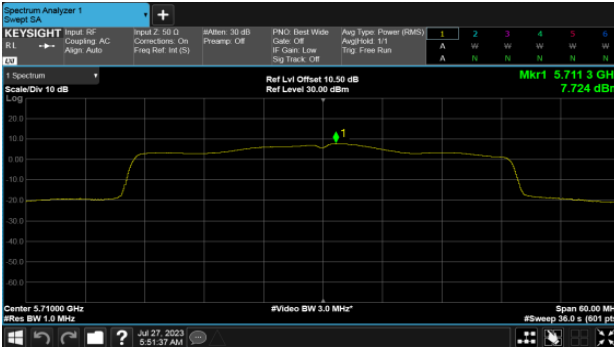 Spectrum Analyzer 1
Swept SA
+
KEYSIGHT
RL
LXI
Input: RF
Coupling: AC
Align: Auto
Input Z: 50 Ω
Corrections: On
Freq Ref: Int (S)
#Atten: 30 dB
Preamp: Off
PNO: Best Wide
Gate: Off
IF Gain: Low
Sig Track: Off
Avg Type: Power (RMS)
Avg|Hold: 1/1
Trig: Free Run
1 2 3 4 5 6
A W W W W W
A N N N N N
1 Spectrum
Scale/Div 10 dB
Log
Ref Lvl Offset 10.50 dB
Ref Level 30.00 dBm
Mkr1 5.711 3 GH
7.724 dBr
20.0
10.0
0.00
-10.0
-20.0
-30.0
-40.0
-50.0
-60.0
1
Center 5.71000 GHz
#Res BW 1.0 MHz
#Video BW 3.0 MHz*
Span 60.00 MH
#Sweep 36.0 s (601 pts
?
Jul 27, 2023
5:51:37 AM